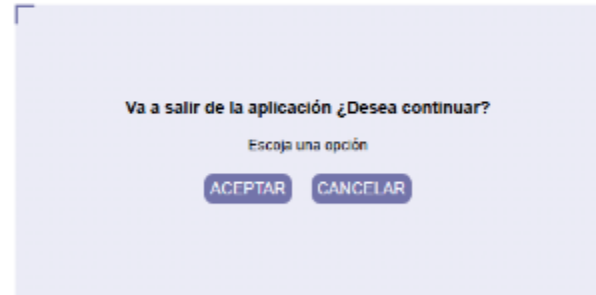 Va a salir de la aplicación ¿Desea continuar?
Escoja una opción
ACEPTAR CANCELAR